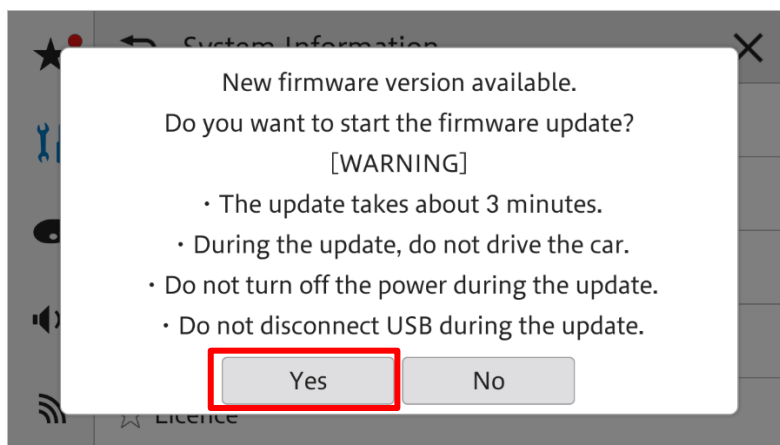 System Information
New firmware version available.
Do you want to start the firmware update?
[WARNING]
・The update takes about 3 minutes.
・During the update, do not drive the car.
・Do not turn off the power during the update.
・Do not disconnect USB during the update.
Yes No
Licence